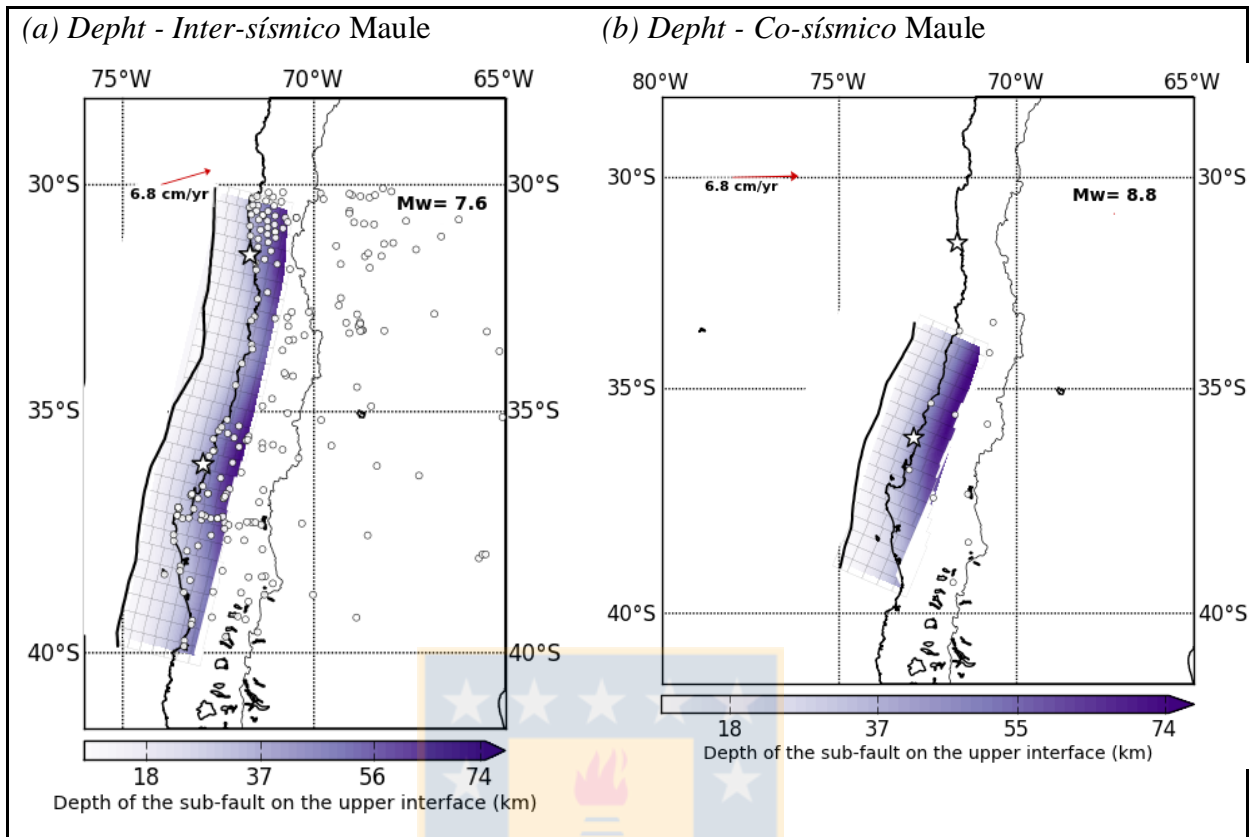 (a) Depht - Inter-sísmico Maule
75°W 70°W 65°W
30°S
6.8 cm/yr
Mw= 7.6
35°S 35°S
40°S 40°S
18 37 56 74
Depth of the sub-fault on the upper interface (km)
(b) Depht - Co-sísmico Maule
80°W 75°W 70°W 65°W
30°S 30°S
6.8 cm/yr
Mw= 8.8
35°S 35°S
40°S 40°S
18 37 55 74
Depth of the sub-fault on the upper interface (km)